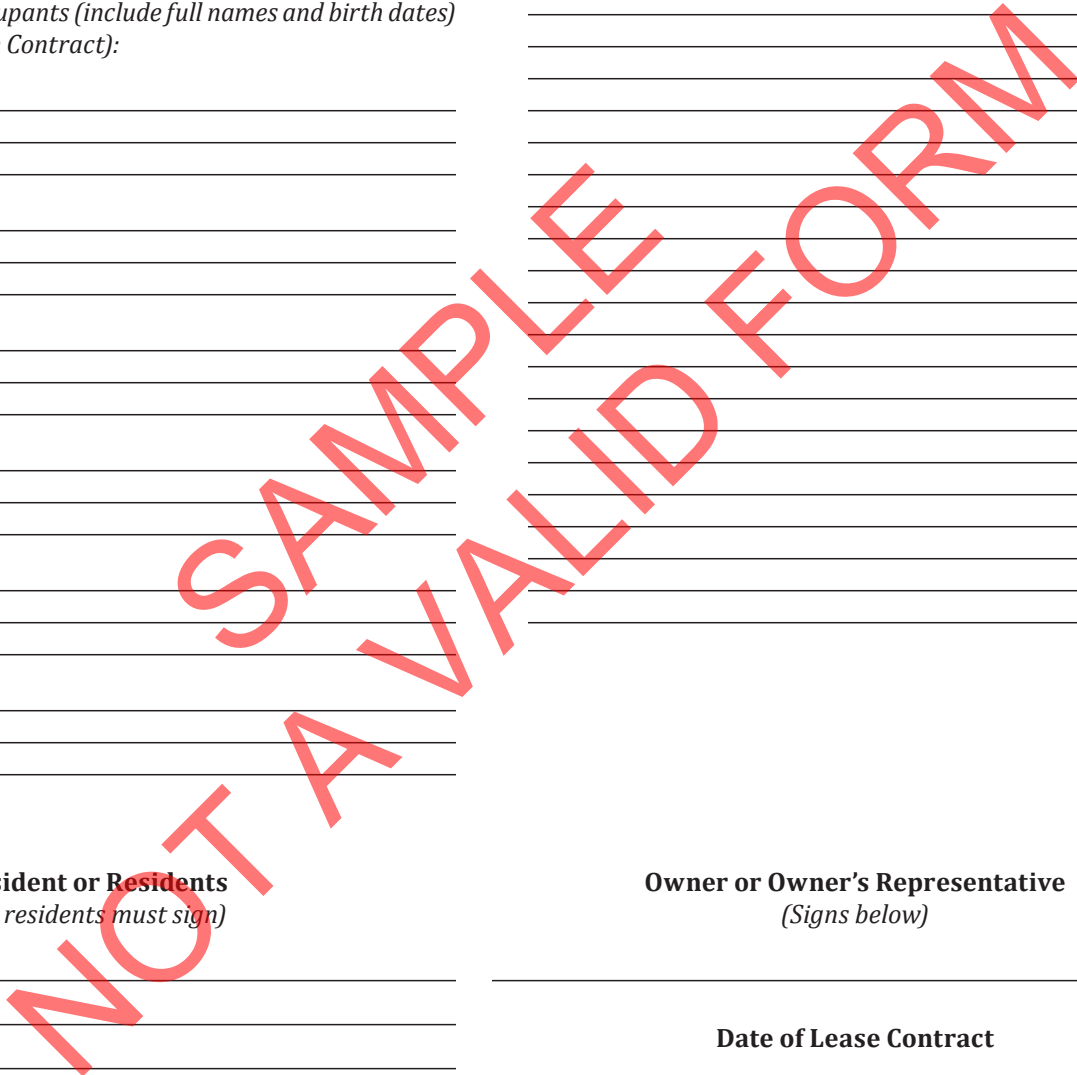 upants (include full names and birth dates)
Contract):
SAMPLE
NOT A VALID FORM
sident or Residents
residents must sign)
Owner or Owner’s Representative
(Signs below)
Date of Lease Contract